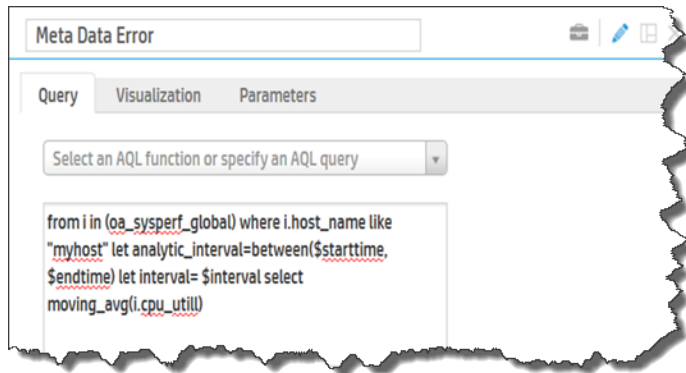 Meta Data Error
Query Visualization Parameters
Select an AQL function or specify an AQL query
from i in (oa_sysperf_global) where i.host_name like
"myhost" let analytic_interval=between($starttime,
$endtime) let interval= $interval select
moving_avg(i.cpu_utill)